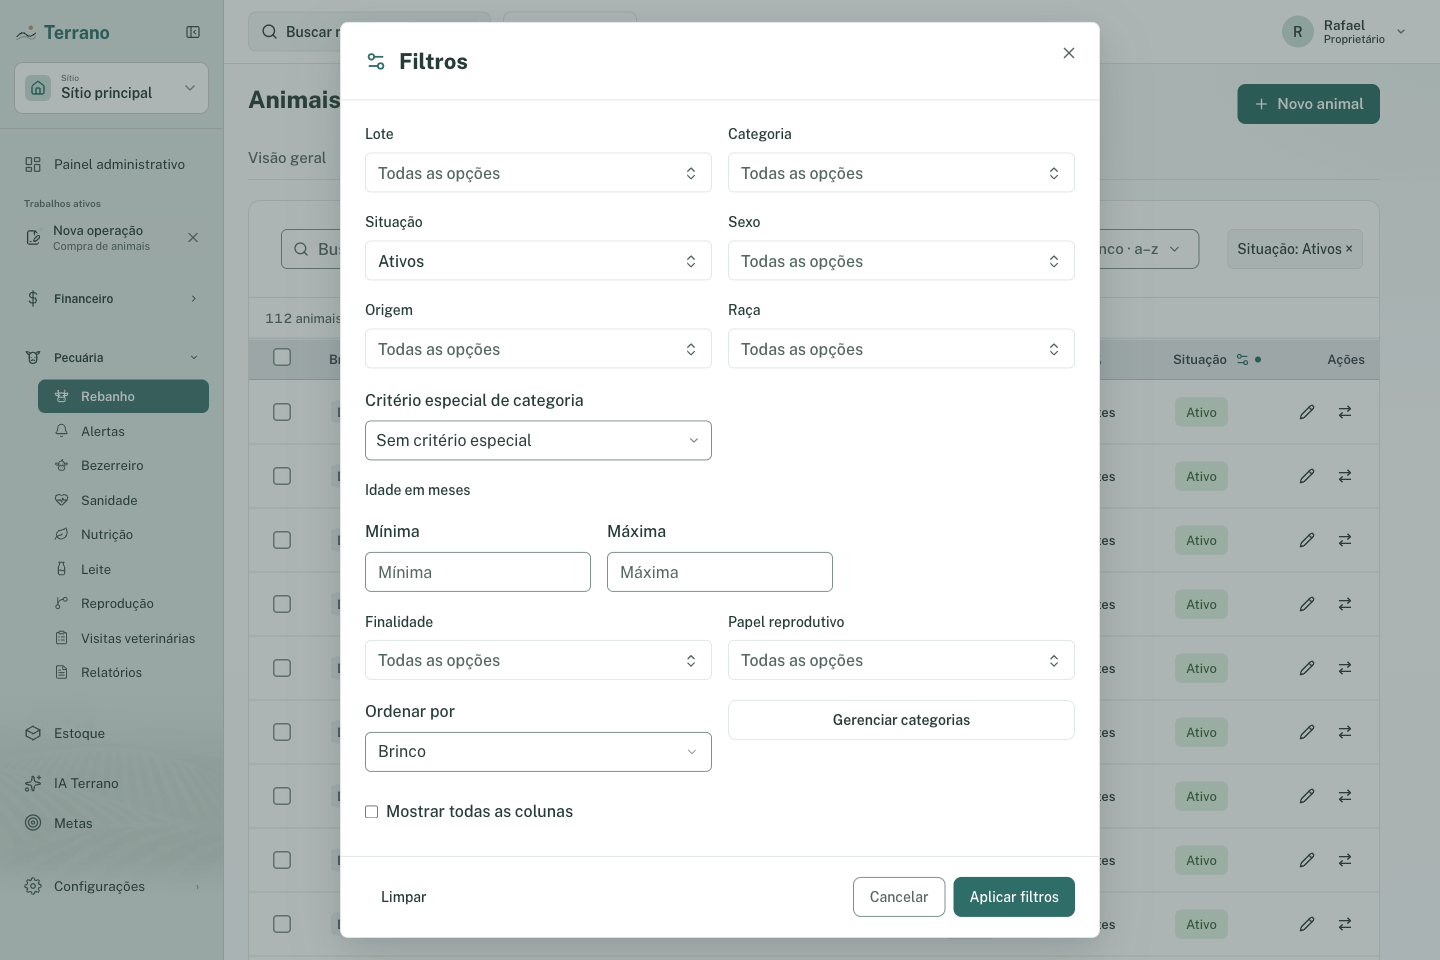 Terrano
Sítio
Sítio principal
Painel administrativo
Trabalhos ativos
Nova operação
Compra de animais
Financeiro
Pecuária
Rebanho
Alertas
Bezerreiro
Sanidade
Nutrição
Leite
Reprodução
Visitas veterinárias
Relatórios
Estoque
IA Terrano
Metas
Configurações
Buscar
R
Rafael
Proprietário
Animais
+ Novo animal
Visão geral
a–z
Situação: Ativos ×
112 animais
Situação
Ações
Ativo
Ativo
Ativo
Ativo
Ativo
Ativo
Ativo
Ativo
Ativo
Filtros
Lote
Categoria
Todas as opções
Todas as opções
Situação
Sexo
Ativos
Todas as opções
Origem
Raça
Todas as opções
Todas as opções
Critério especial de categoria
Sem critério especial
Idade em meses
Mínima
Máxima
Mínima
Máxima
Finalidade
Papel reprodutivo
Todas as opções
Todas as opções
Ordenar por
Gerenciar categorias
Brinco
Mostrar todas as colunas
Limpar
Cancelar
Aplicar filtros